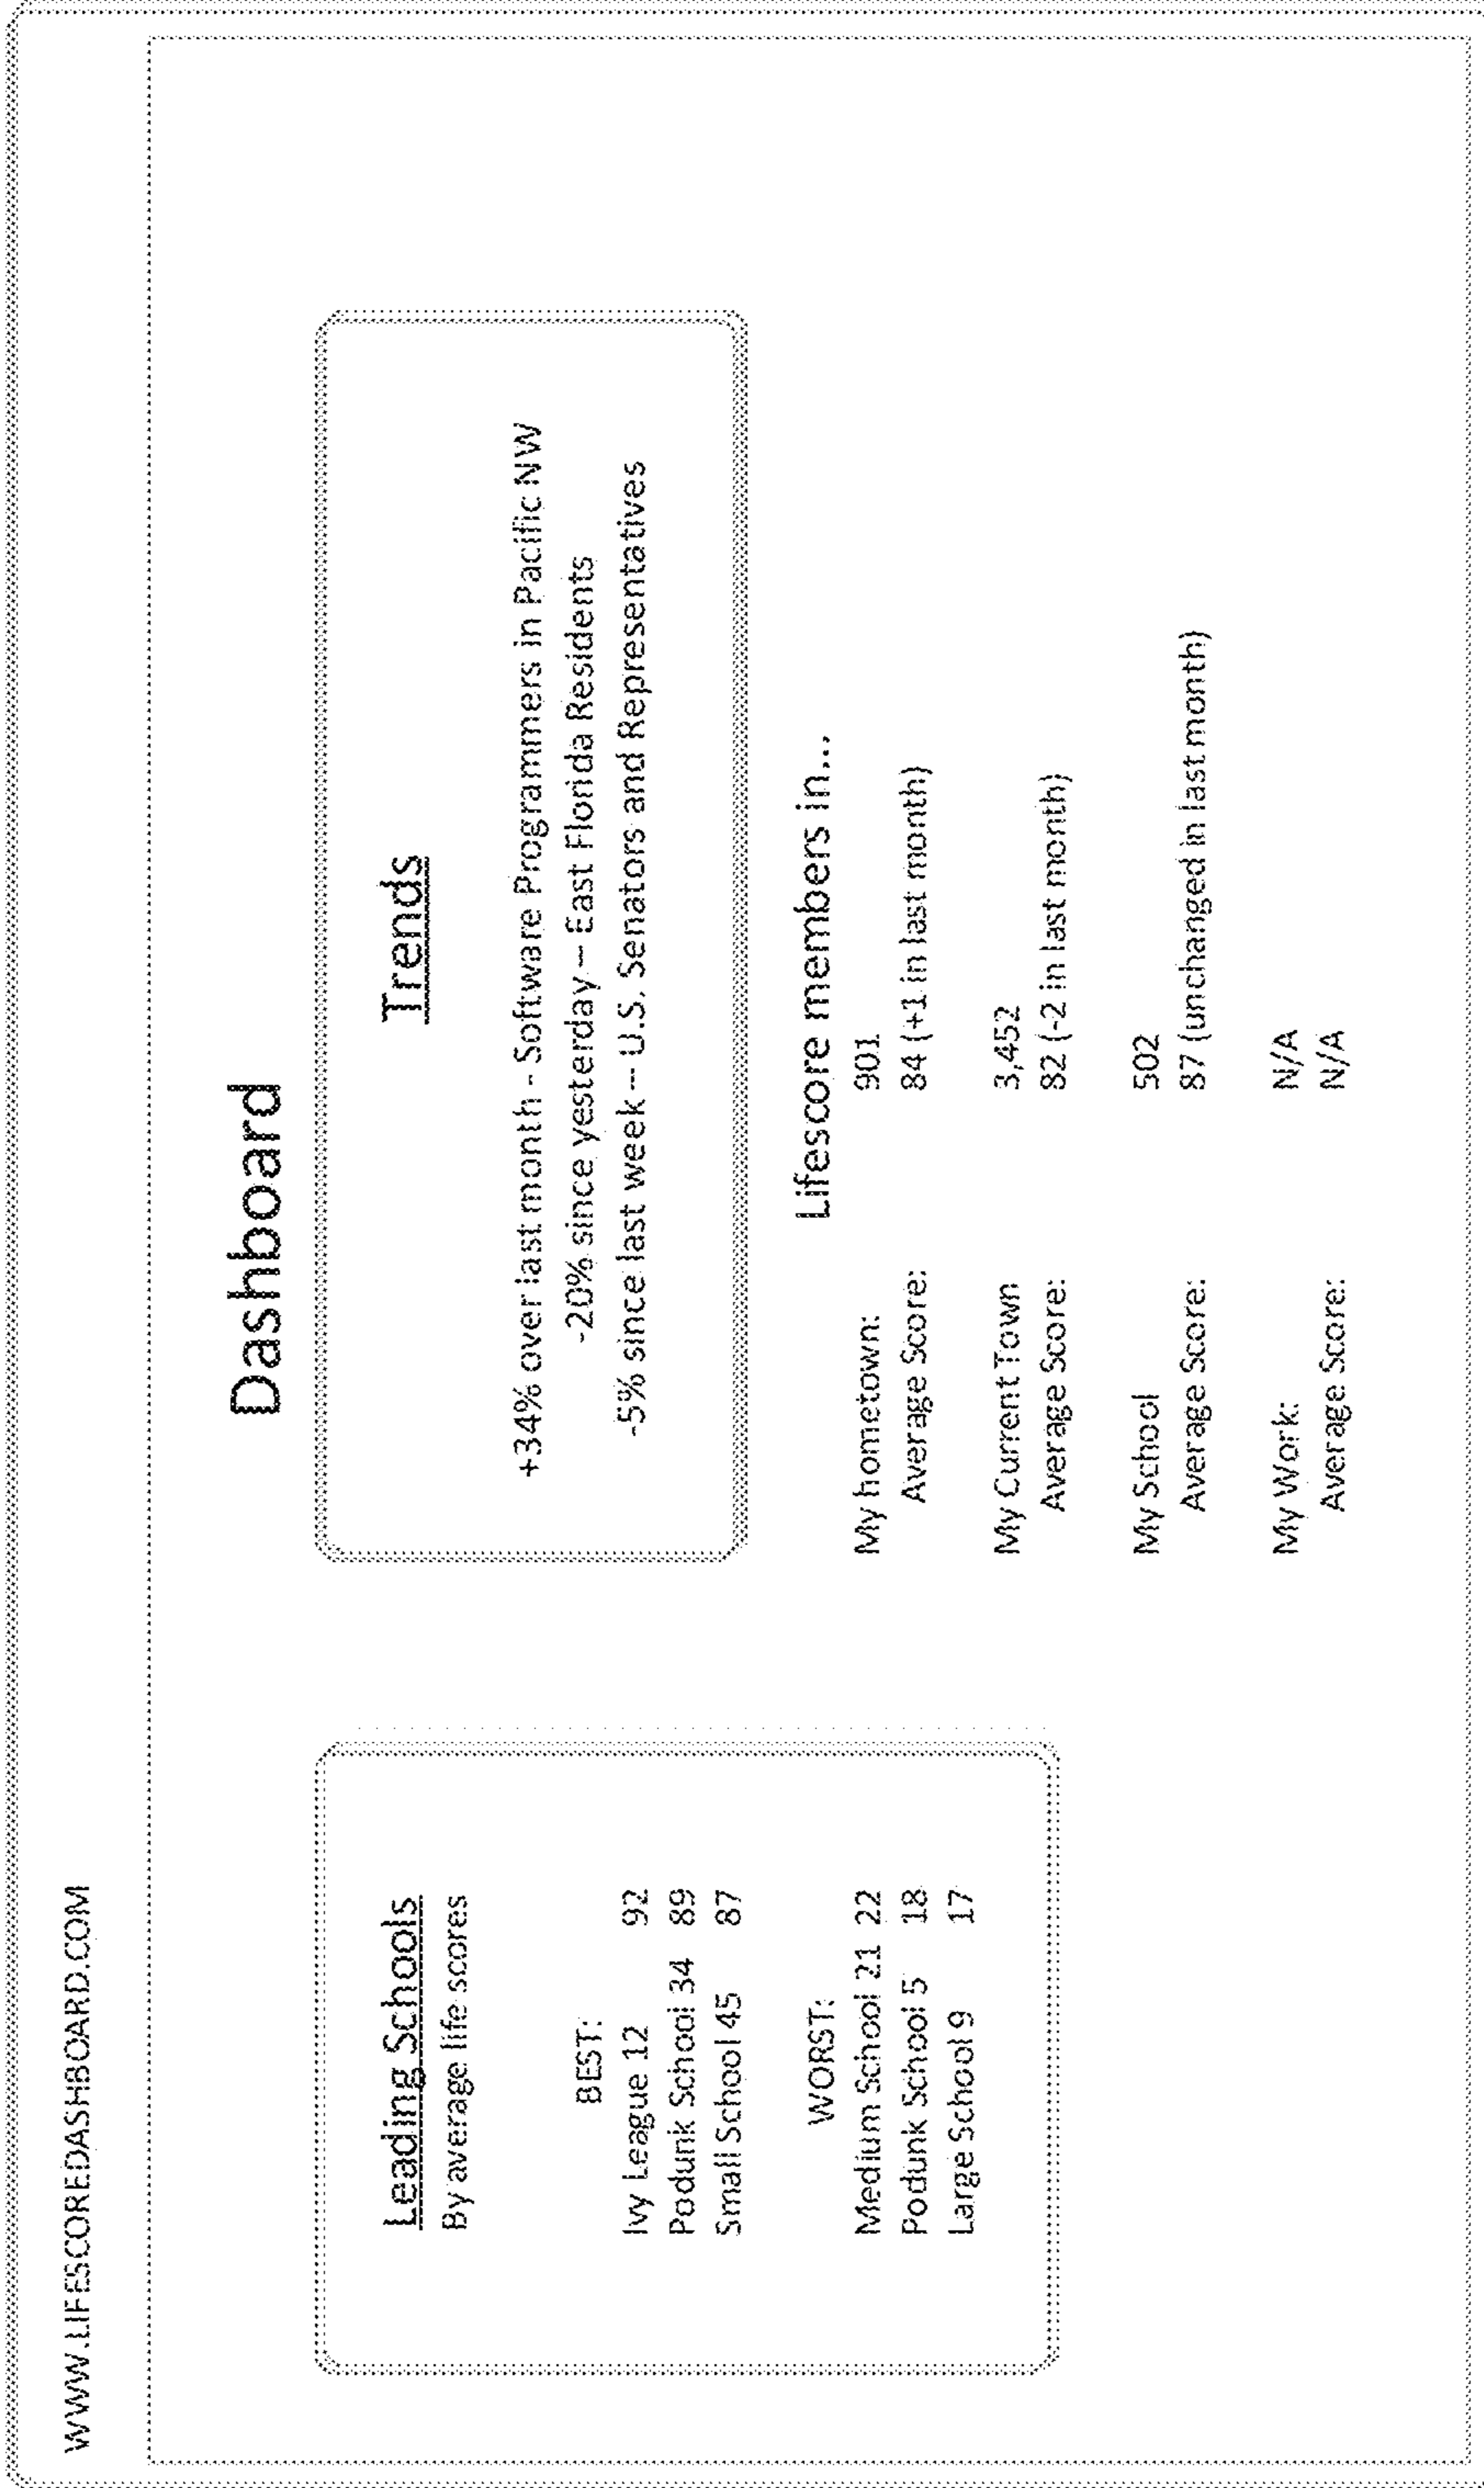 WWW.LIFESCOREDASHBOARD.COM
Dashboard
Leading Schools
By average life scores
BEST:
Ivy League 12 92
Podunk School 34 89
Small School 45 87
WORST:
Medium School 21 22
Podunk School 5 18
Large School 9 17
Trends
+34% over last month - Software Programmers in Pacific NW
-20% since yesterday – East Florida Residents
-5% since last week – U.S. Senators and Representatives
Lifescore members in...
My hometown: 901
Average Score: 84 (+1 in last month)
My Current Town 3,452
Average Score: 82 (-2 in last month)
My School 502
Average Score: 87 (unchanged in last month)
My Work: N/A
Average Score: N/A